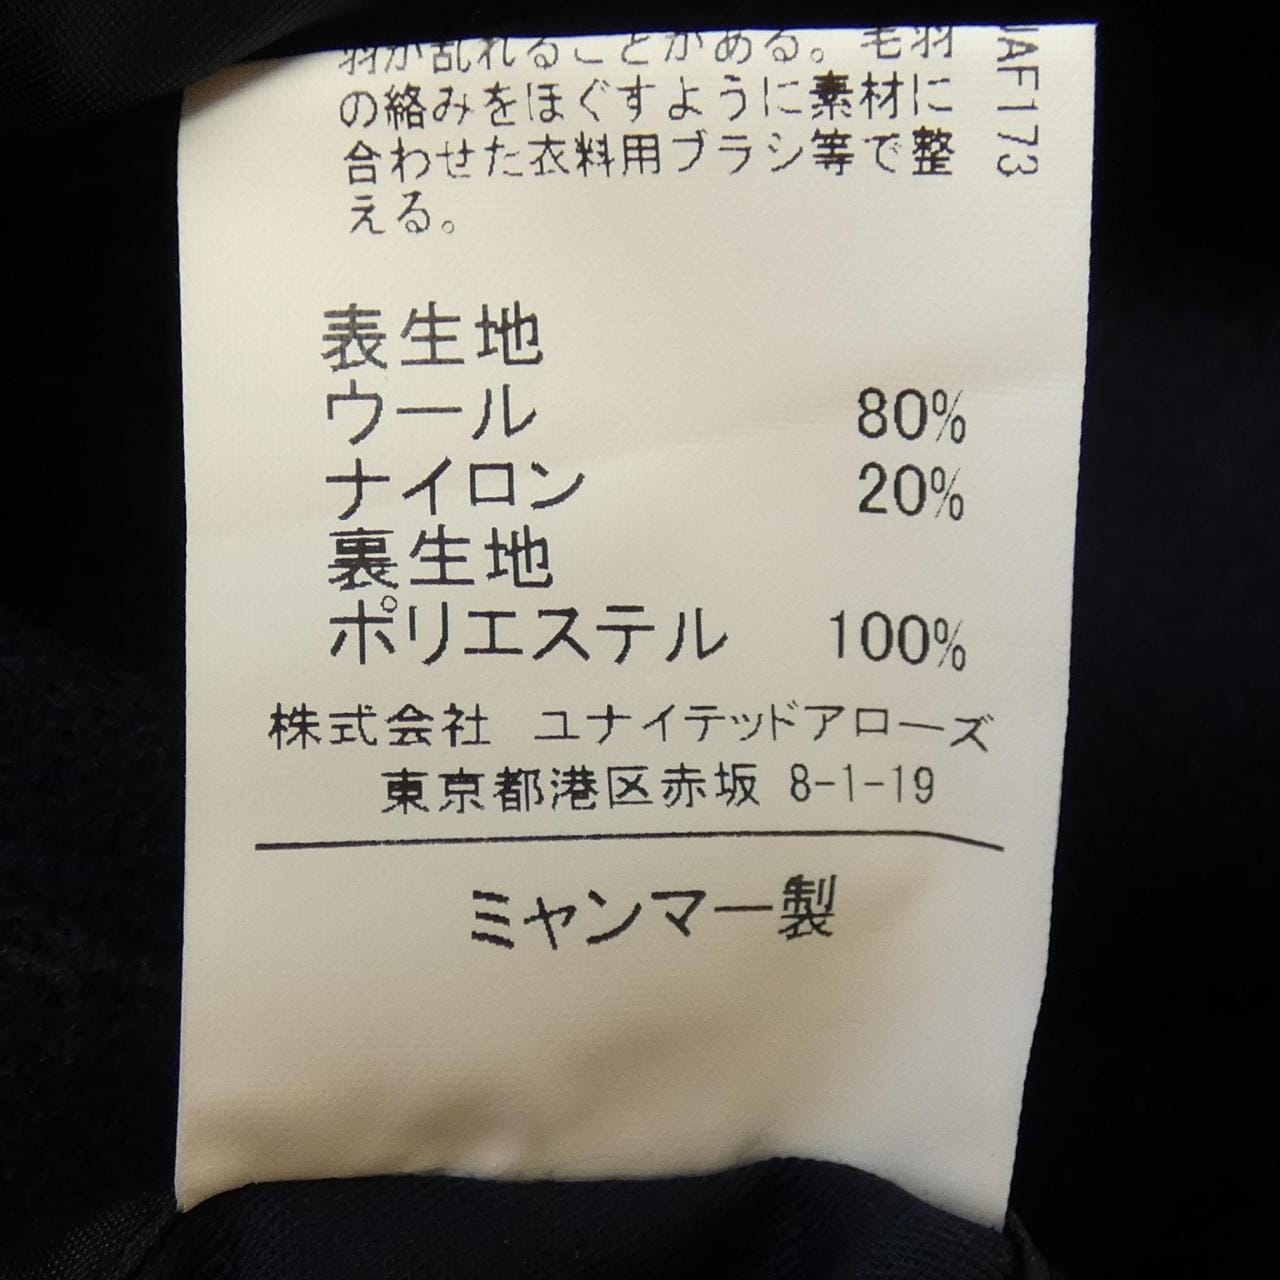 羽が乱れることがある。毛羽
の絡みをほぐすように素材に
合わせた衣料用ブラシ等で整
える。
表生地
ウール 80%
ナイロン 20%
裏生地
ポリエステル 100%
株式会社 ユナイテッドアローズ
東京都港区赤坂 8-1-19
ミャンマー製
AF173